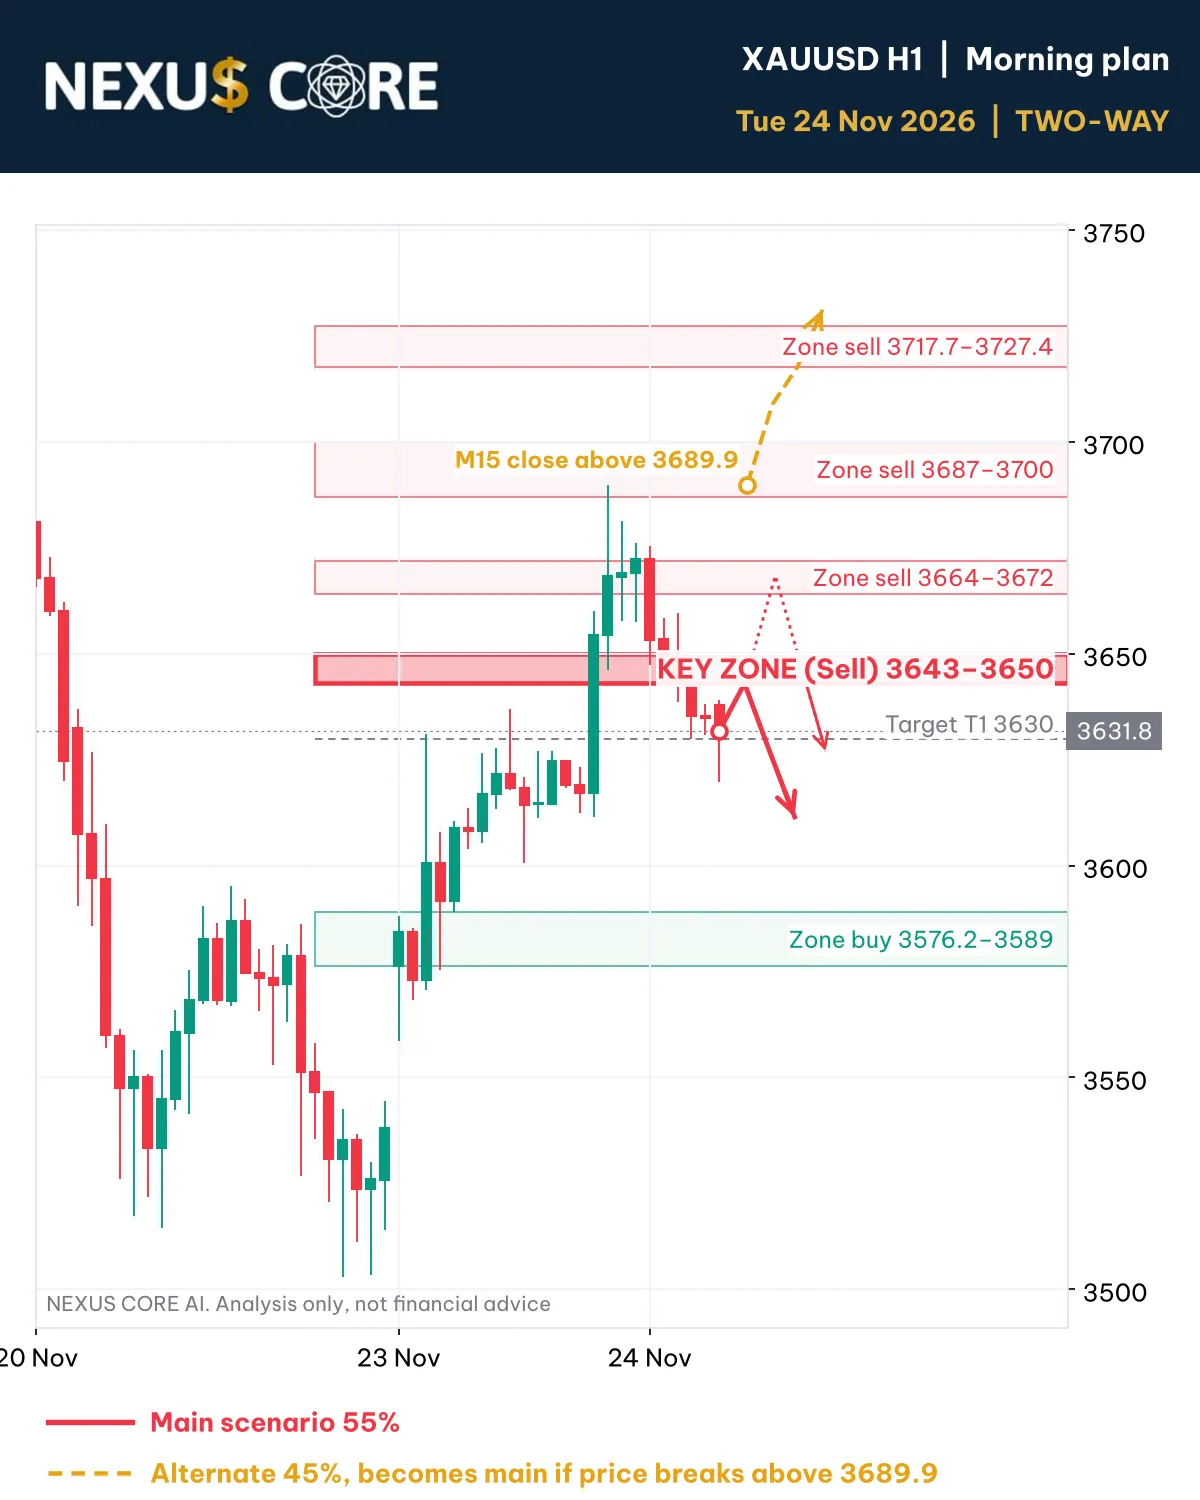 NEXU$ CORE
XAUUSD H1 | Morning plan
Tue 24 Nov 2026 | TWO-WAY
3750
Zone sell 3717.7–3727.4
3700
M15 close above 3689.9
Zone sell 3687–3700
Zone sell 3664–3672
3650
KEY ZONE (Sell) 3643–3650
Target T1 3630
3631.8
3600
Zone buy 3576.2–3589
3550
3500
NEXUS CORE AI. Analysis only, not financial advice
20 Nov
23 Nov
24 Nov
Main scenario 55%
Alternate 45%, becomes main if price breaks above 3689.9